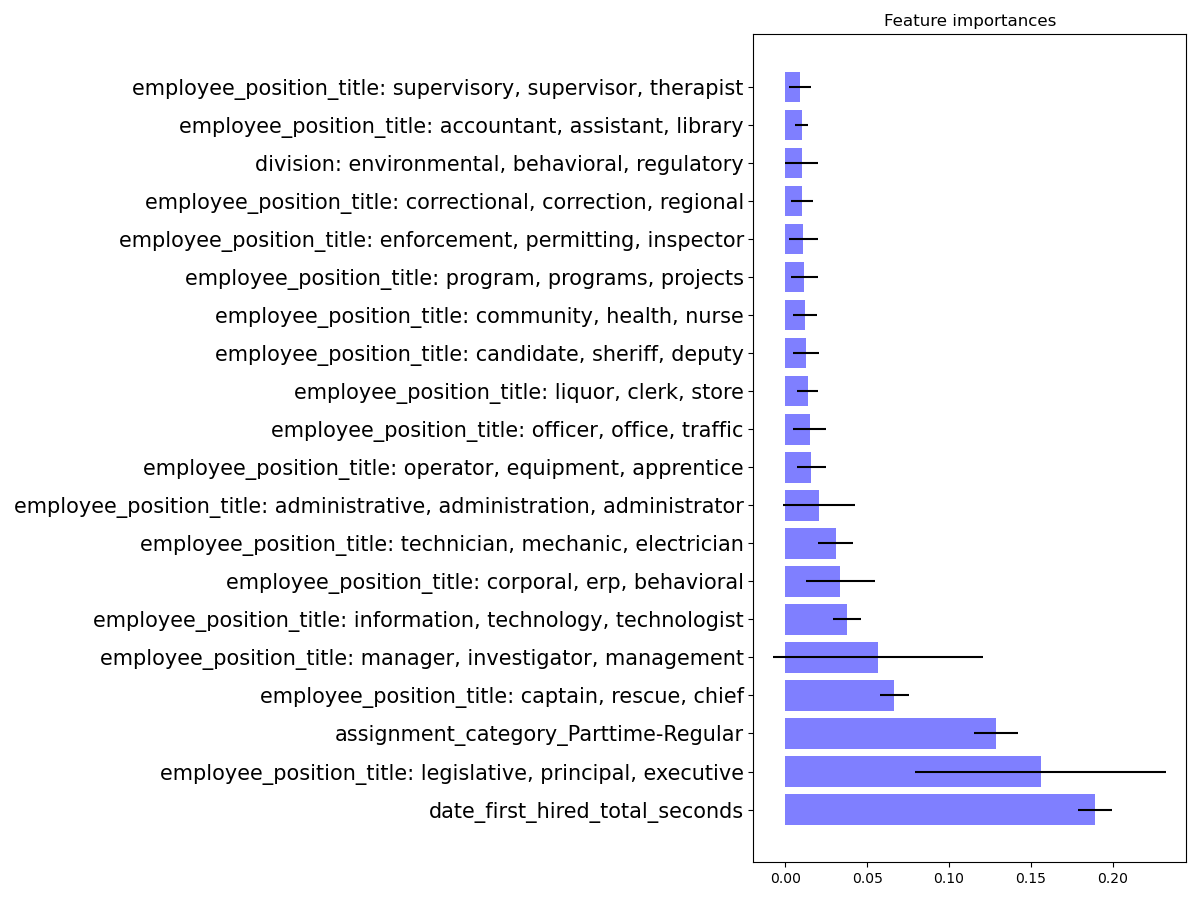 Feature importances
employee_position_title: supervisory, supervisor, therapist
employee_position_title: accountant, assistant, library
division: environmental, behavioral, regulatory
employee_position_title: correctional, correction, regional
employee_position_title: enforcement, permitting, inspector
employee_position_title: program, programs, projects
employee_position_title: community, health, nurse
employee_position_title: candidate, sheriff, deputy
employee_position_title: liquor, clerk, store
employee_position_title: officer, office, traffic
employee_position_title: operator, equipment, apprentice
employee_position_title: administrative, administration, administrator
employee_position_title: technician, mechanic, electrician
employee_position_title: corporal, erp, behavioral
employee_position_title: information, technology, technologist
employee_position_title: manager, investigator, management
employee_position_title: captain, rescue, chief
assignment_category_Parttime-Regular
employee_position_title: legislative, principal, executive
date_first_hired_total_seconds
0.00 0.05 0.10 0.15 0.20